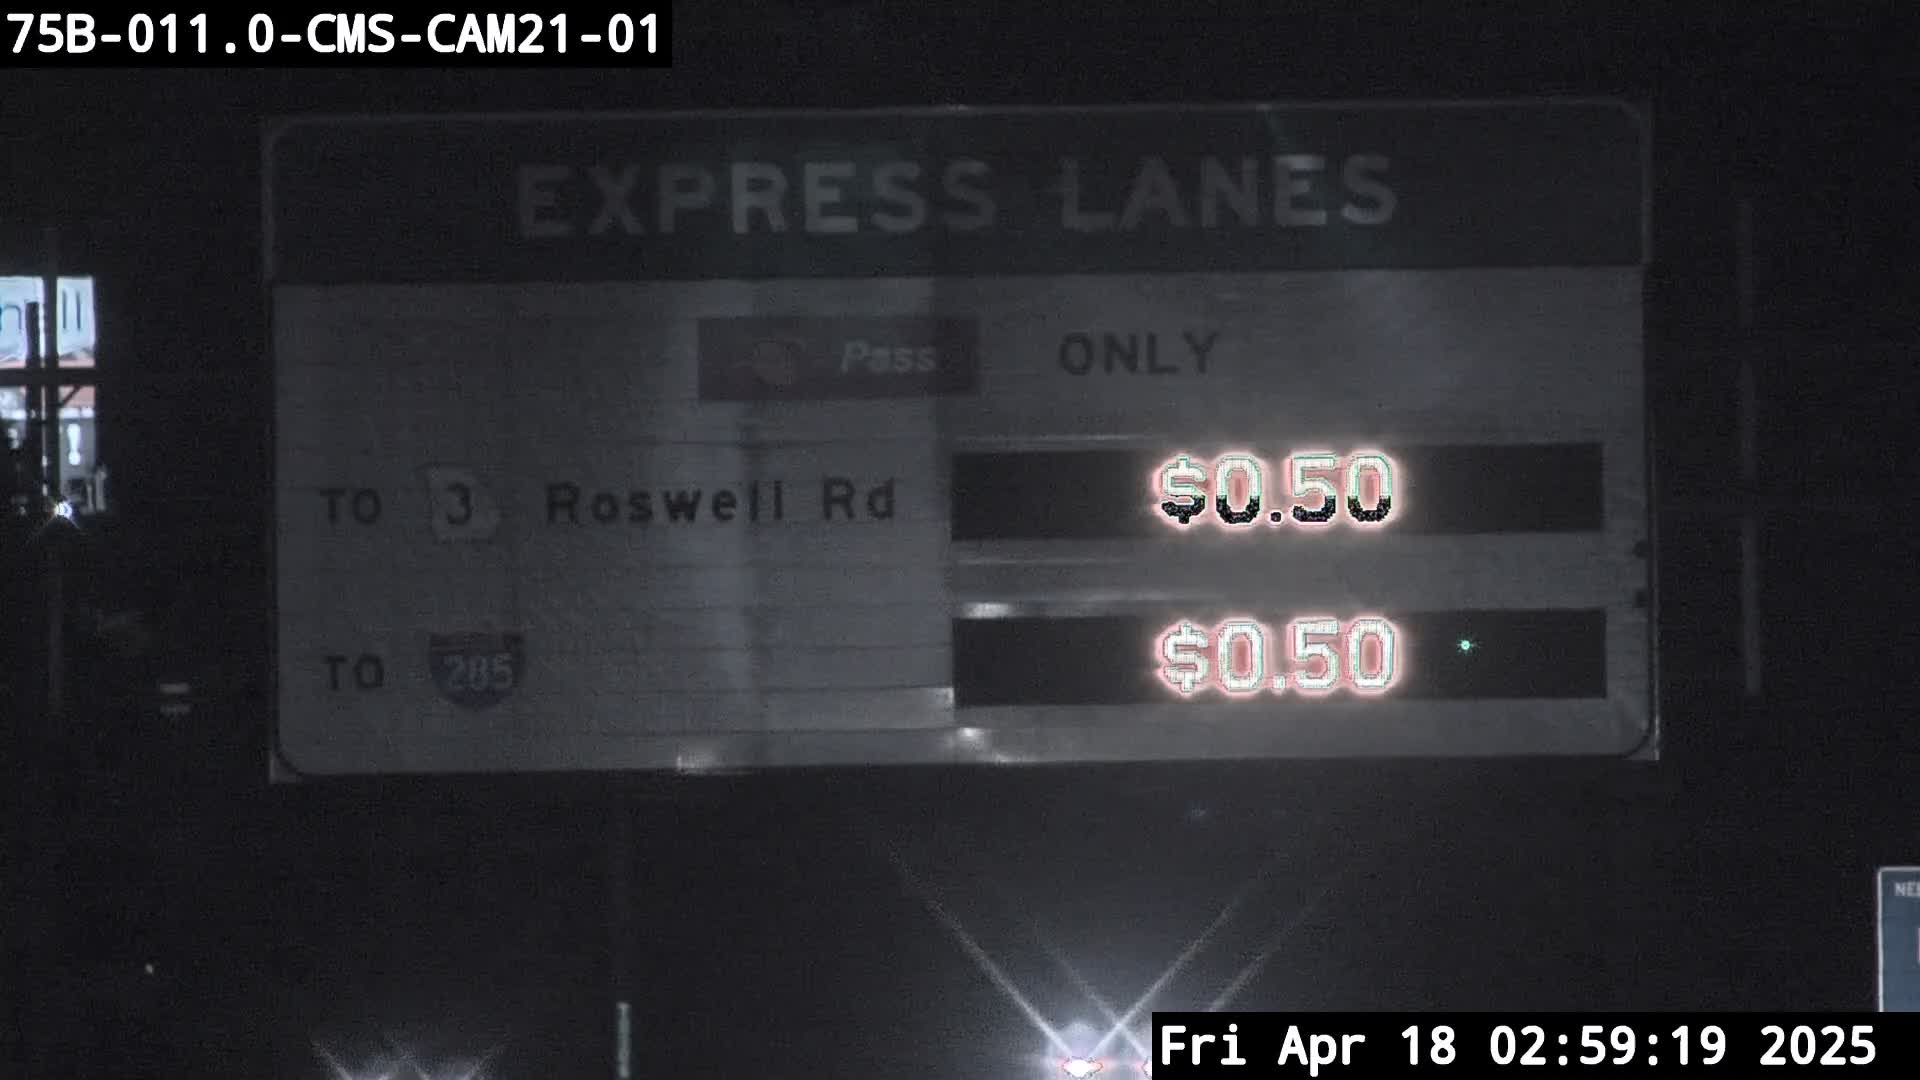 75B-011.0-CMS-CAM21-01
EXPRESS LANES
Pass ONLY
TO 3 Roswell Rd $0.50
TO 285 $0.50
Fri Apr 18 02:59:19 2025